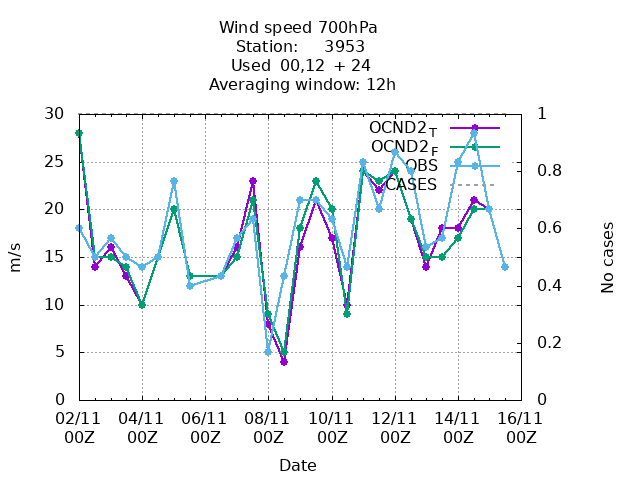 Wind speed 700hPa
Station: 3953
Used 00,12 + 24
Averaging window: 12h
30 1
OCND2 T
OCND2 F
25
OBS
0.8
CASES
20
0.6
m/s
15
No cases
0.4
10
5
0.2
0 0
02/11 04/11 06/11 08/11 10/11 12/11 14/11 16/11
00Z 00Z 00Z 00Z 00Z 00Z 00Z 00Z
Date